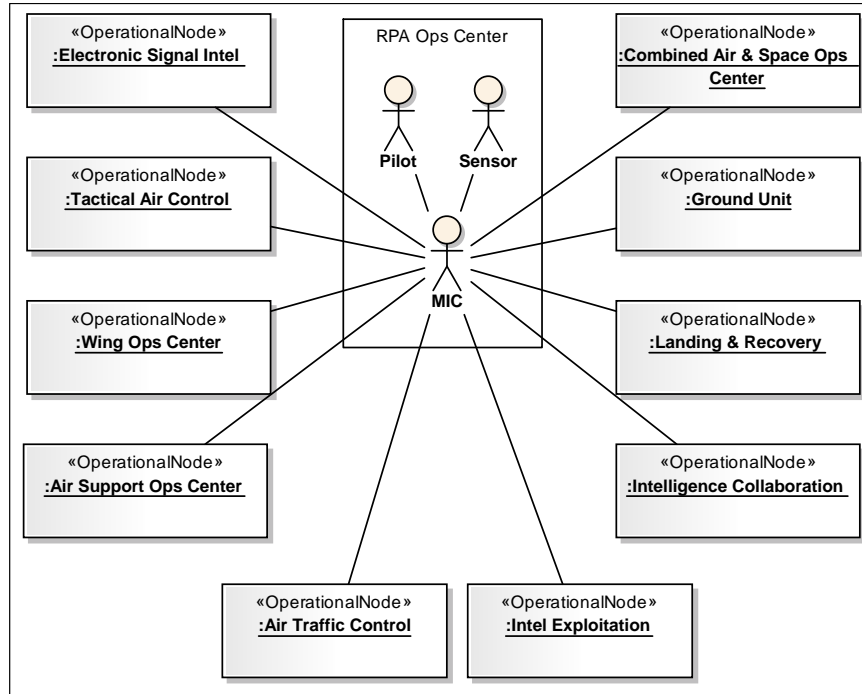 «OperationalNode»
:Electronic Signal Intel
RPA Ops Center
Pilot
Sensor
MIC
«OperationalNode»
:Combined Air & Space Ops
Center
«OperationalNode»
:Tactical Air Control
«OperationalNode»
:Ground Unit
«OperationalNode»
:Wing Ops Center
«OperationalNode»
:Landing & Recovery
«OperationalNode»
:Air Support Ops Center
«OperationalNode»
:Intelligence Collaboration
«OperationalNode»
:Air Traffic Control
«OperationalNode»
:Intel Exploitation